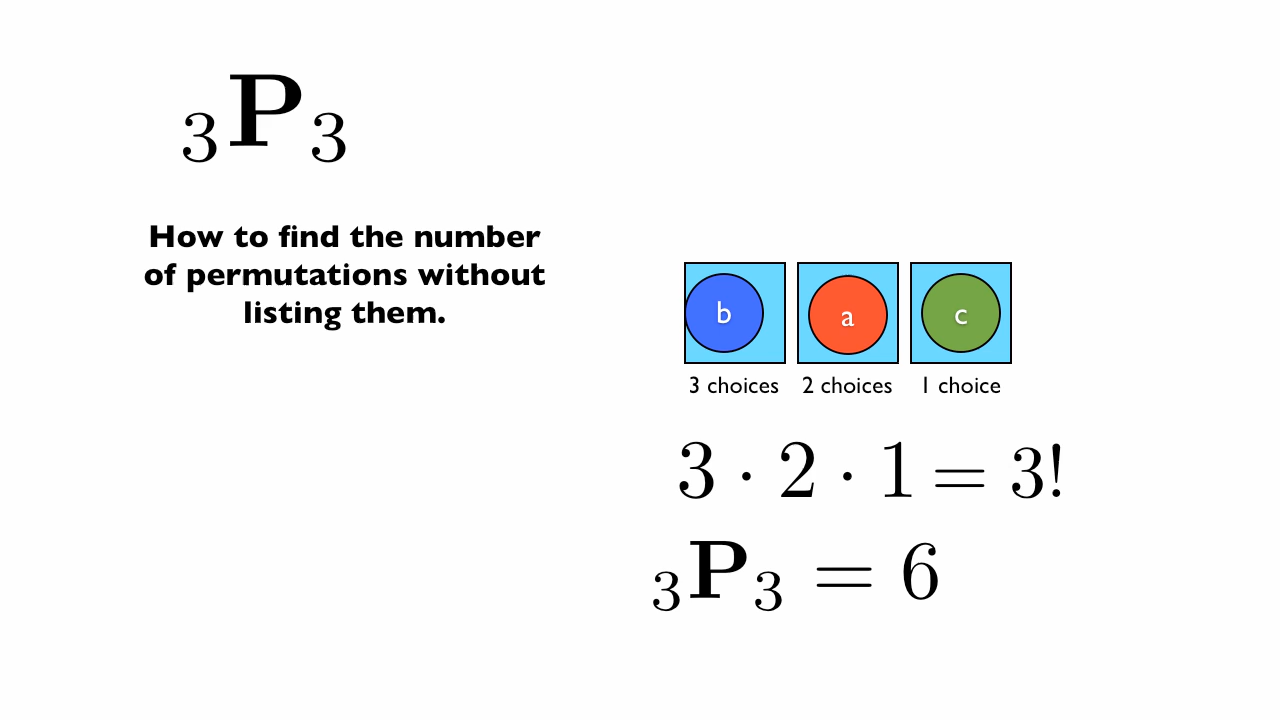 ₃P₃
How to find the number
of permutations without
listing them.
b a c
3 choices 2 choices 1 choice
3 · 2 · 1 = 3!
₃P₃ = 6